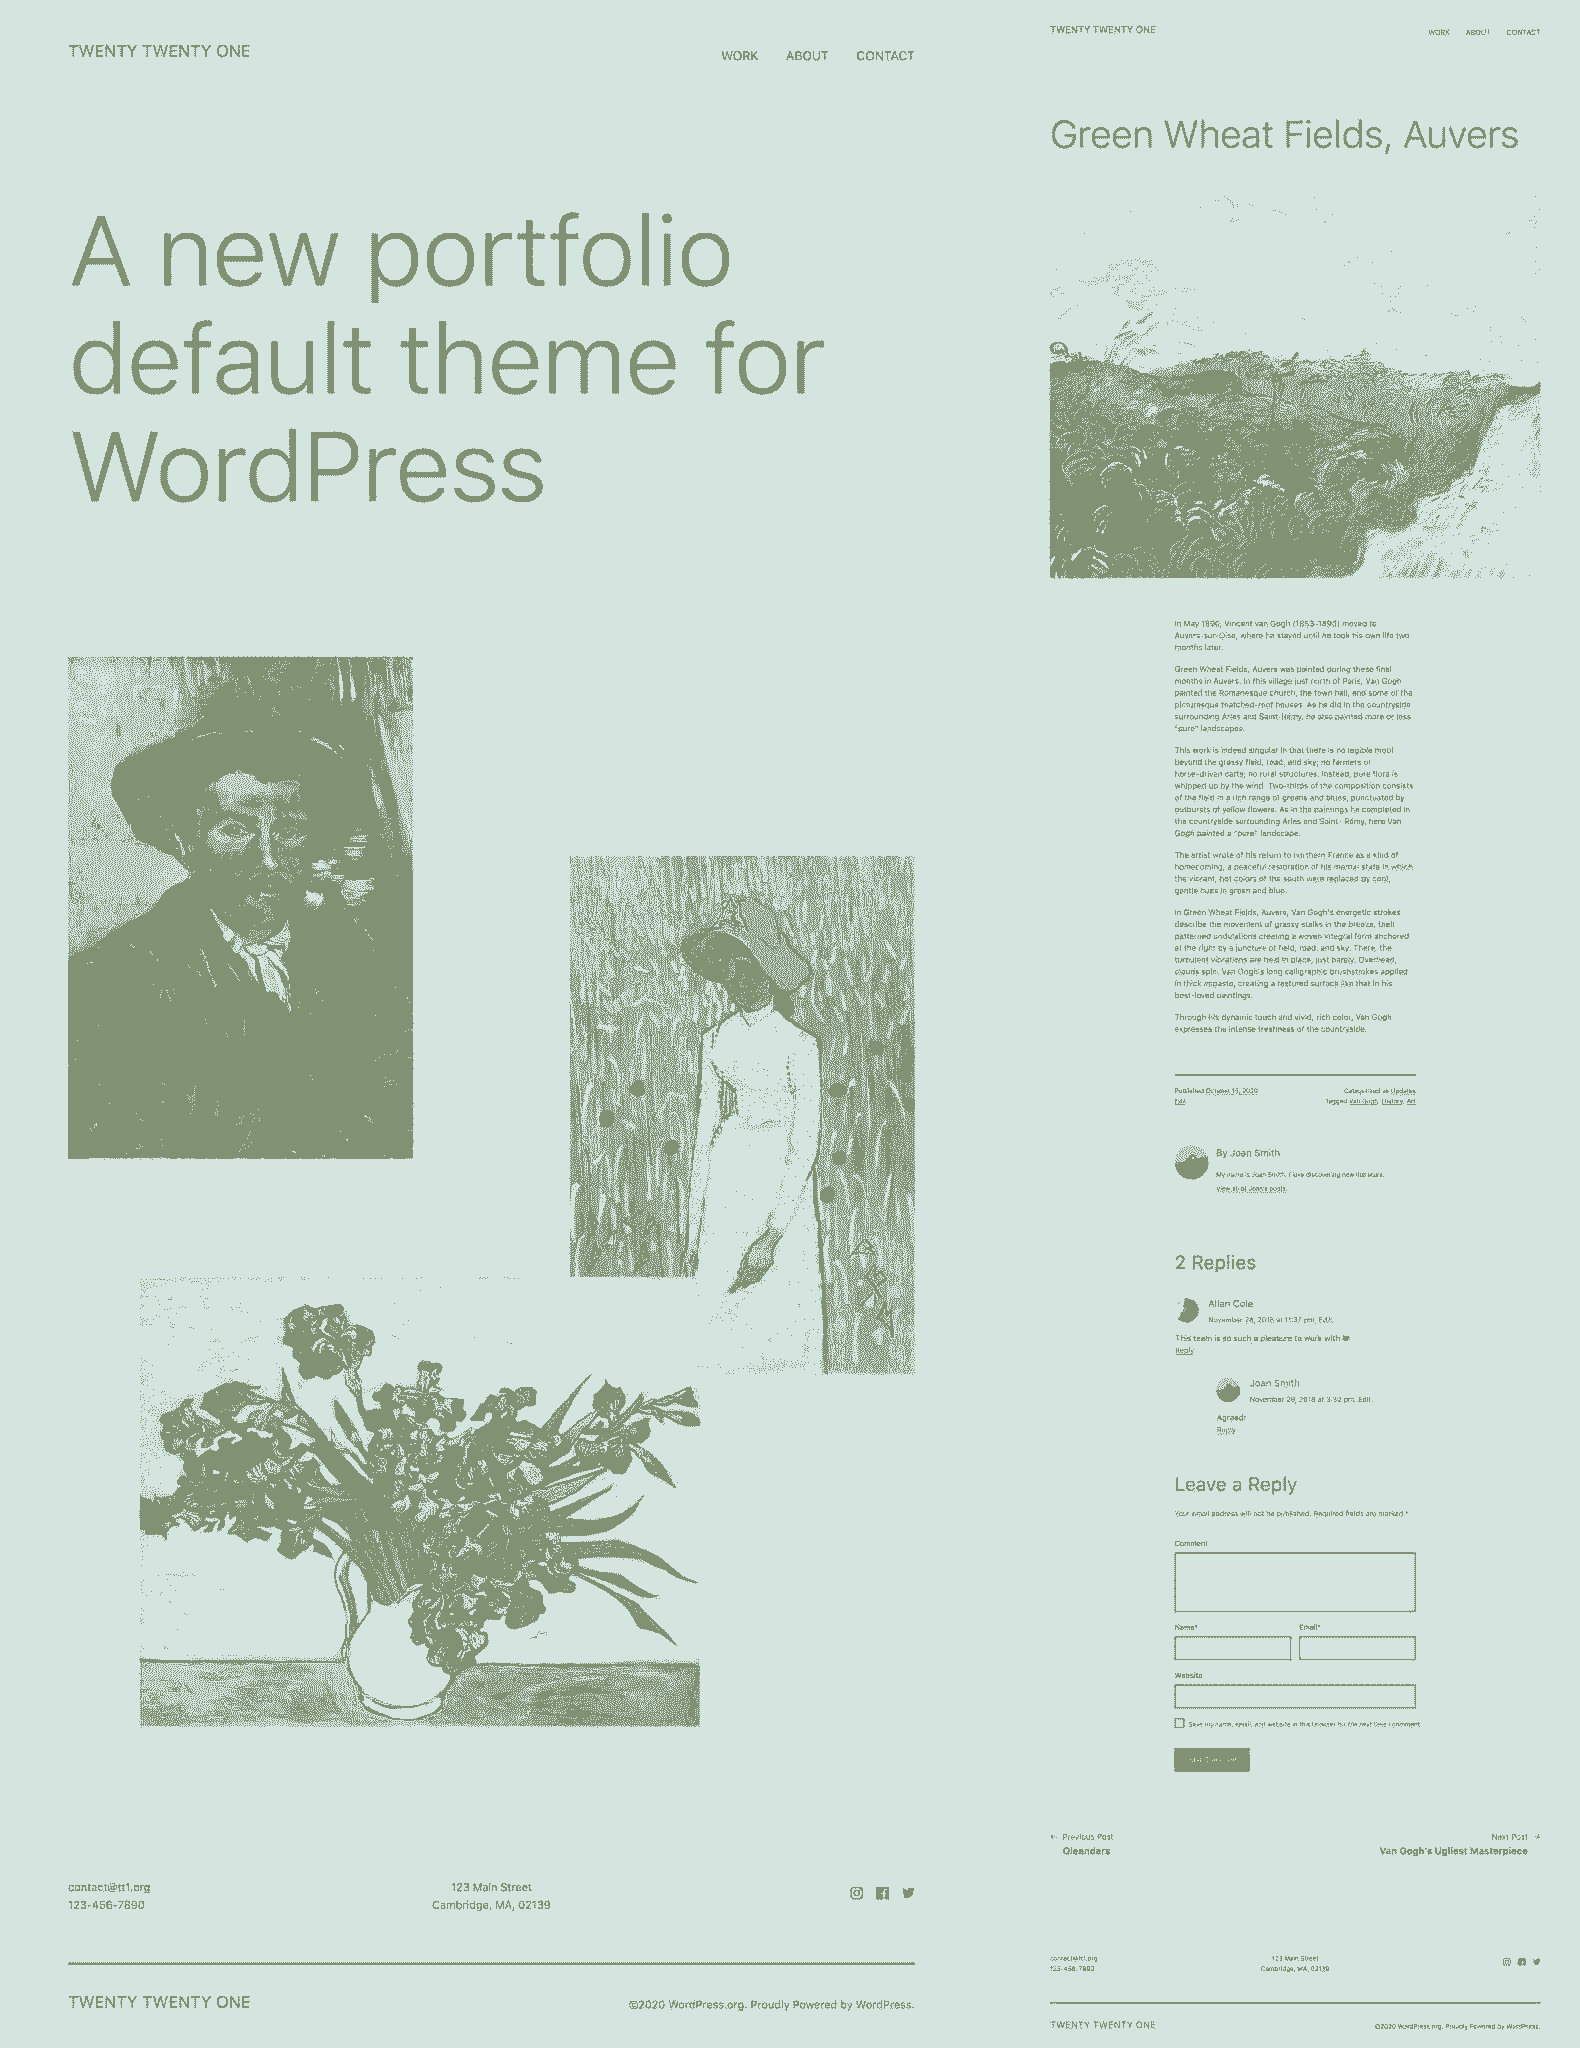 TWENTY TWENTY ONE
WORK ABOUT CONTACT
A new portfolio
default theme for
WordPress
contact@tt1.org
123-456-7890
123 Main Street
Cambridge, MA, 02139
TWENTY TWENTY ONE
©2020 WordPress.org. Proudly Powered by WordPress.
TWENTY TWENTY ONE
WORK ABOUT CONTACT
Green Wheat Fields, Auvers
In May 1890, Vincent van Gogh (1853-1890) moved to
Auvers-sur-Oise, where he stayed until he took his own life two
months later.
Green Wheat Fields, Auvers was painted during these final
months in Auvers. In this village just north of Paris, Van Gogh
painted the Romanesque church, the town hall, and some of the
picturesque thatched-roof houses. As he did in the countryside
surrounding Arles and Saint-Rémy, he also painted more or less
"pure" landscapes.
This work is indeed singular in that there is no legible motif
beyond the grassy field, road, and sky; no farmers or
horse-driven carts; no rural structures. Instead, pure flora is
whipped up by the wind. Two-thirds of the composition consists
of the field in a rich range of greens and blues, punctuated by
outbursts of yellow flowers. As in the paintings he completed in
the countryside surrounding Arles and Saint-Rémy, here Van
Gogh painted a "pure" landscape.
The artist wrote of his return to northern France as a kind of
homecoming, a peaceful restoration of his mental state in which
the vibrant, hot colors of the south were replaced by cool,
gentle hues in green and blue.
In Green Wheat Fields, Auvers, Van Gogh's energetic strokes
describe the movement of grassy stalks in the breeze, their
patterned undulations creating a woven integral form anchored
at the right by a juncture of field, road, and sky. There, the
turbulent vibrations are held in place, just barely. Overhead,
clouds spin, Van Gogh's long calligraphic brushstrokes applied
in thick impasto, creating a textured surface than that in his
best-loved paintings.
Through his dynamic touch and vivid, rich color, Van Gogh
expresses the intense freshness of the countryside.
Published October 15, 2020
Edit
Categorized as Updates
Tagged Van Gogh, History, Art
By Joan Smith
My name is Joan Smith. I love discovering new literature.
View all of Joan's posts.
2 Replies
Allan Cole
November 28, 2018 at 11:37 pm, Edit.
This team is so such a pleasure to work with
Reply
Joan Smith
November 28, 2018 at 3:32 pm. Edit.
Agreed!
Reply
Leave a Reply
Your email address will not be published. Required fields are marked *
Comment
Name* Email*
Website
Save my name, email, and website in this browser for the next time I comment.
← Previous Post
Oleanders
Next Post →
Van Gogh's Ugliest Masterpiece
contact@tt1.org
123-456-7890
123 Main Street
Cambridge, MA, 02139
TWENTY TWENTY ONE
©2020 WordPress.org. Proudly Powered by WordPress.